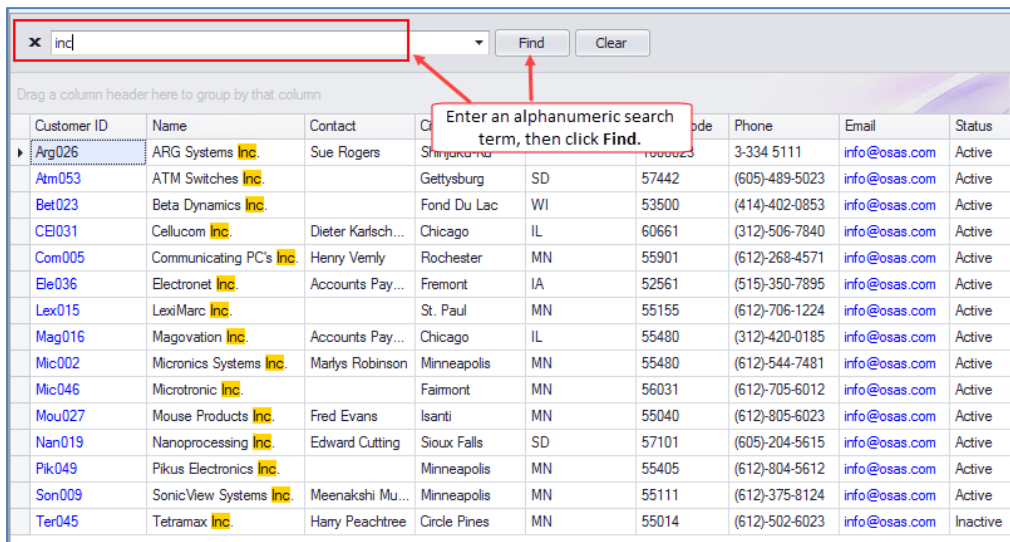 x inc Find Clear
Drag a column header here to group by that column
Enter an alphanumeric search
term, then click Find.
Customer ID Name Contact Phone Email Status
Arg026 ARG Systems Inc. Sue Rogers 3-334 5111 info@osas.com Active
Atm053 ATM Switches Inc. Gettysburg SD 57442 (605)-489-5023 info@osas.com Active
Bet023 Beta Dynamics Inc. Fond Du Lac WI 53500 (414)-402-0853 info@osas.com Active
CEI031 Cellucom Inc. Dieter Karlsch... Chicago IL 60661 (312)-506-7840 info@osas.com Active
Com005 Communicating PC's Inc. Henry Vernly Rochester MN 55901 (612)-268-4571 info@osas.com Active
Ele036 Electronet Inc. Accounts Pay... Fremont IA 52561 (515)-350-7895 info@osas.com Active
Lex015 LexiMarc Inc. St. Paul MN 55155 (612)-706-1224 info@osas.com Active
Mag016 Magovation Inc. Accounts Pay... Chicago IL 55480 (312)-420-0185 info@osas.com Active
Mic002 Micronics Systems Inc. Marlys Robinson Minneapolis MN 55480 (612)-544-7481 info@osas.com Active
Mic046 Microtronic Inc. Fairmont MN 56031 (612)-705-6012 info@osas.com Active
Mou027 Mouse Products Inc. Fred Evans Isanti MN 55040 (612)-805-6023 info@osas.com Active
Nan019 Nanoprocessing Inc. Edward Cutting Sioux Falls SD 57101 (605)-204-5615 info@osas.com Active
Pik049 Pikus Electronics Inc. Minneapolis MN 55405 (612)-804-5612 info@osas.com Active
Son009 SonicView Systems Inc. Meenakshi Mu... Minneapolis MN 55111 (612)-375-8124 info@osas.com Active
Ter045 Tetramax Inc. Harry Peachtree Circle Pines MN 55014 (612)-502-6023 info@osas.com Inactive